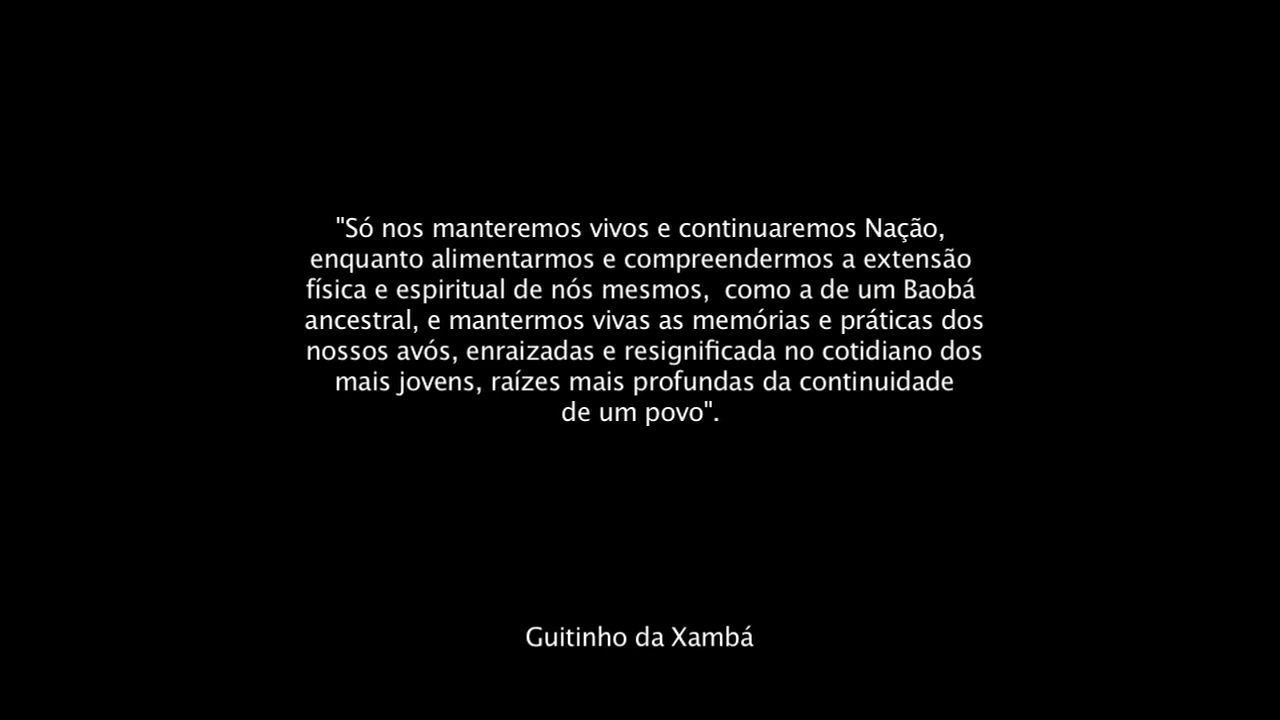 "Só nos manteremos vivos e continuaremos Nação,
enquanto alimentarmos e compreendermos a extensão
física e espiritual de nós mesmos,  como a de um Baobá
ancestral, e mantermos vivas as memórias e práticas dos
nossos avós, enraizadas e resignificada no cotidiano dos
mais jovens, raízes mais profundas da continuidade
de um povo".
Guitinho da Xambá